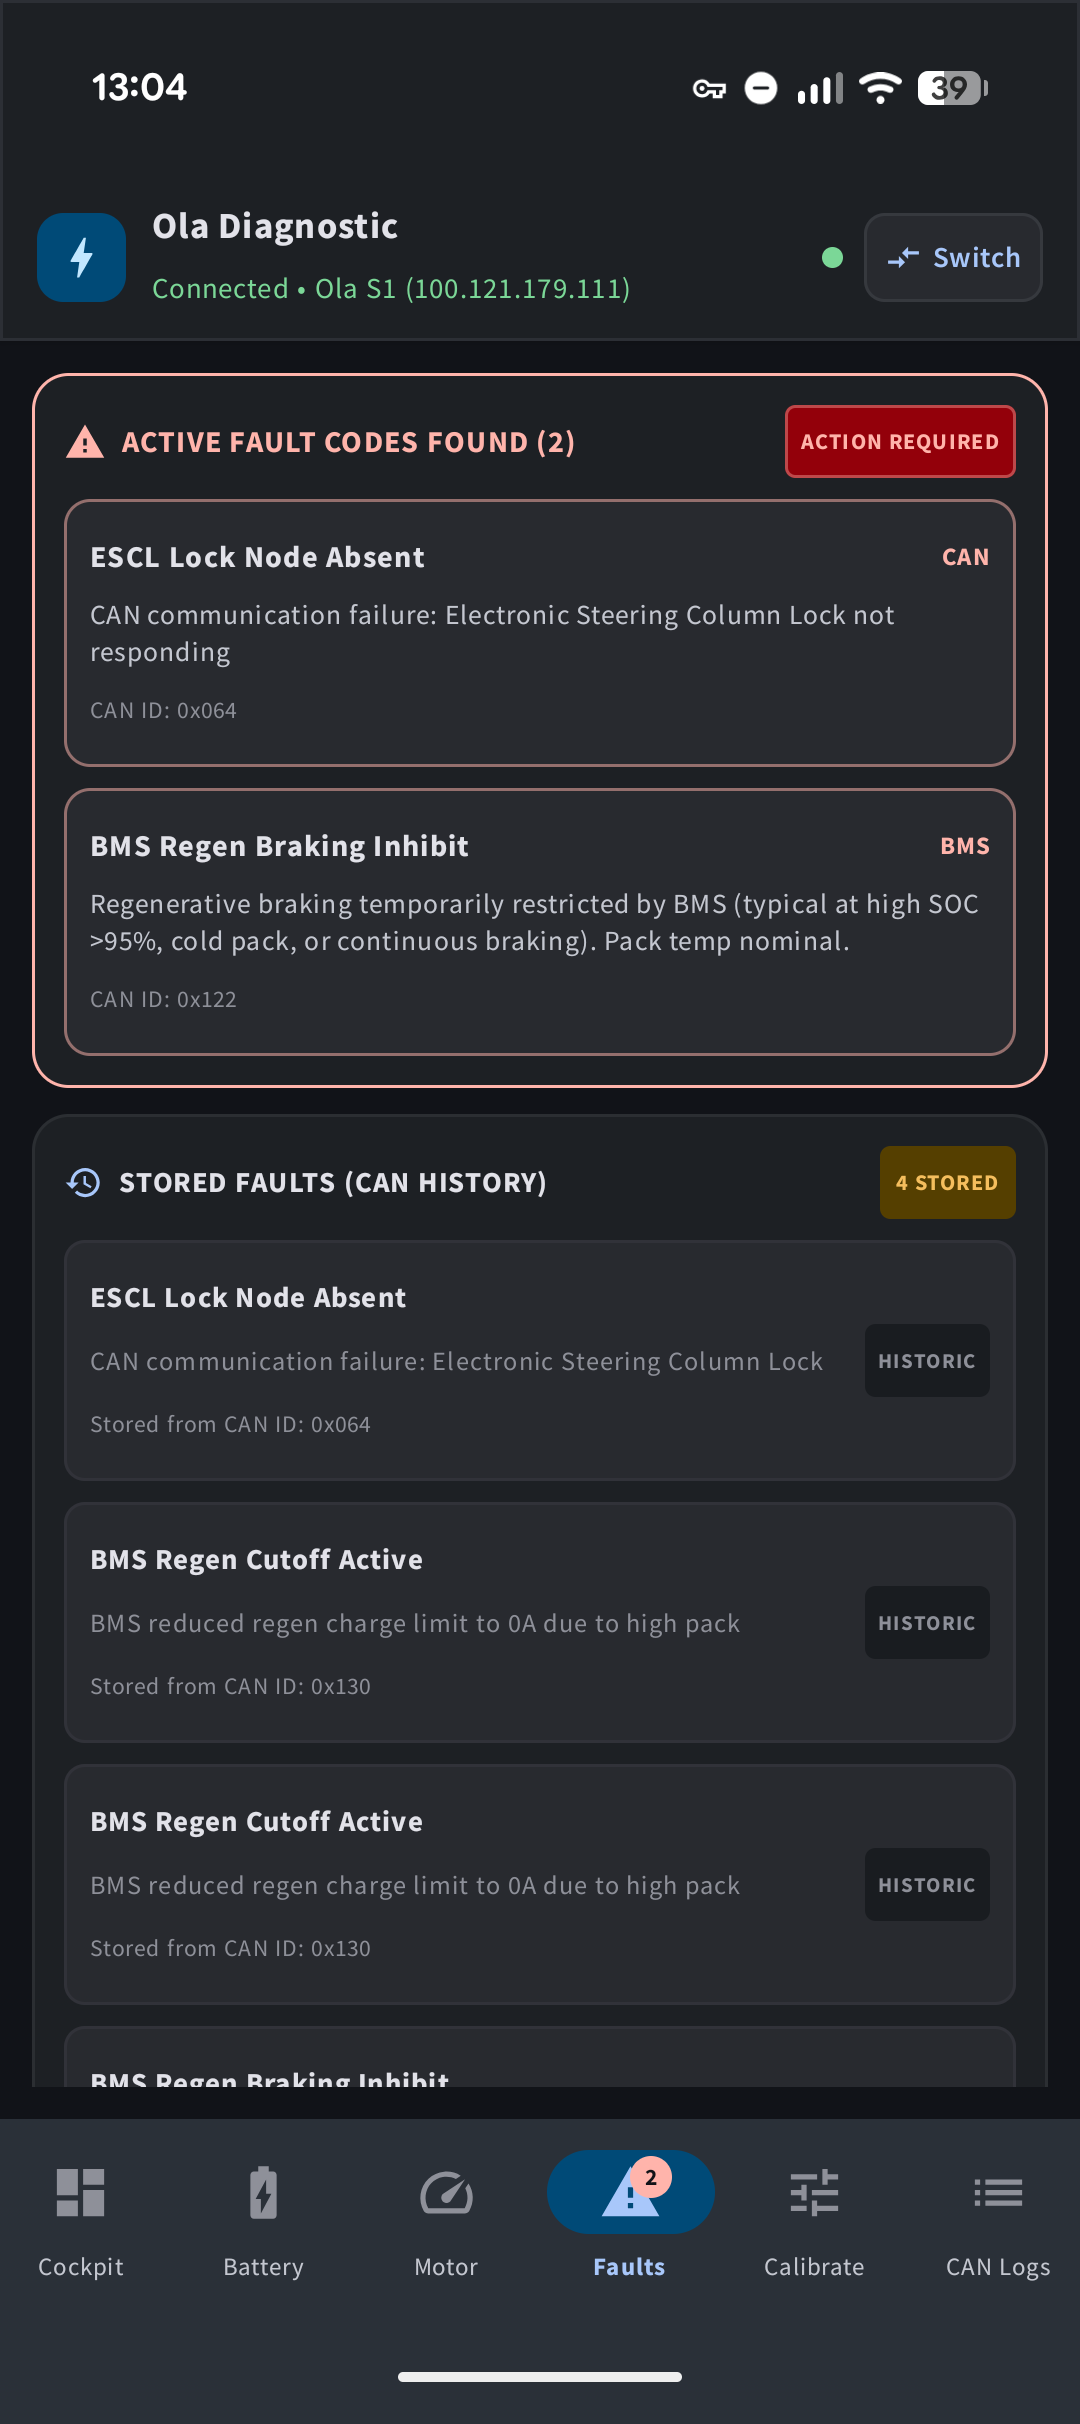 13:04
39
Ola Diagnostic
Connected • Ola S1 (100.121.179.111)
Switch
ACTIVE FAULT CODES FOUND (2)
ACTION REQUIRED
ESCL Lock Node Absent
CAN
CAN communication failure: Electronic Steering Column Lock not
responding
CAN ID: 0x064
BMS Regen Braking Inhibit
BMS
Regenerative braking temporarily restricted by BMS (typical at high SOC
>95%, cold pack, or continuous braking). Pack temp nominal.
CAN ID: 0x122
STORED FAULTS (CAN HISTORY)
4 STORED
ESCL Lock Node Absent
CAN communication failure: Electronic Steering Column Lock
HISTORIC
Stored from CAN ID: 0x064
BMS Regen Cutoff Active
BMS reduced regen charge limit to 0A due to high pack
HISTORIC
Stored from CAN ID: 0x130
BMS Regen Cutoff Active
BMS reduced regen charge limit to 0A due to high pack
HISTORIC
Stored from CAN ID: 0x130
BMS Regen Braking Inhibit
2
Cockpit
Battery
Motor
Faults
Calibrate
CAN Logs